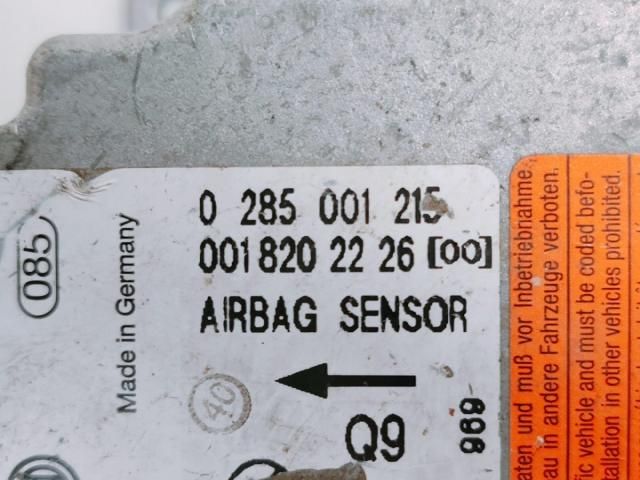 0 285 001 215
001 820 22 26 [00]
AIRBAG SENSOR
Q9
969
40
085
Made in Germany
aten und muß vor Inbetriebnahme
au in andere Fahrzeuge verboten.
fic vehicle and must be coded befo-
tallation in other vehicles prohibited.